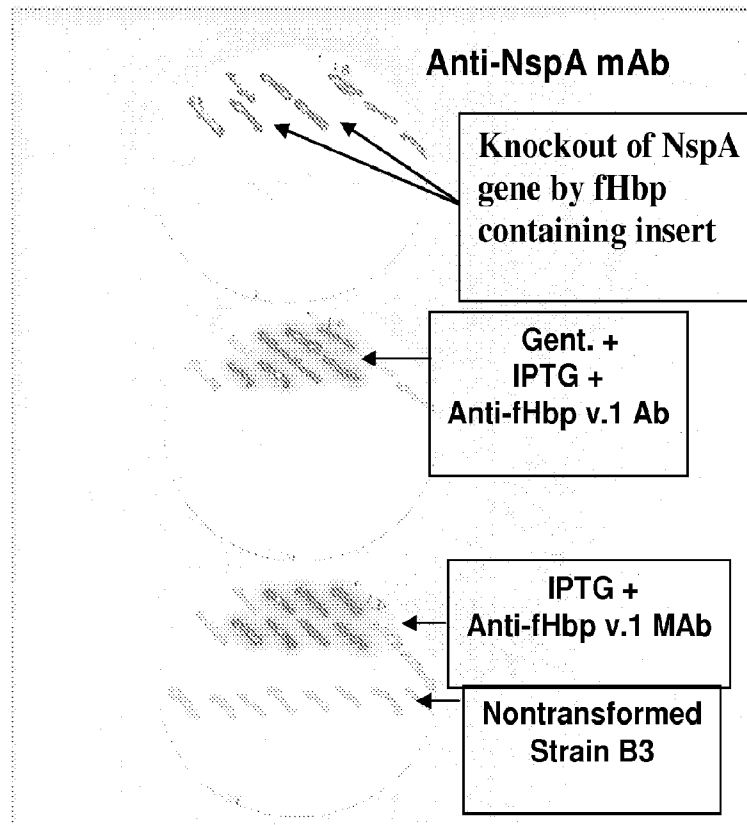 Anti-NspA mAb
Knockout of NspA
gene by fHbp
containing insert
Gent. +
IPTG +
Anti-fHbp v.1 Ab
IPTG +
Anti-fHbp v.1 MAb
Nontransformed
Strain B3